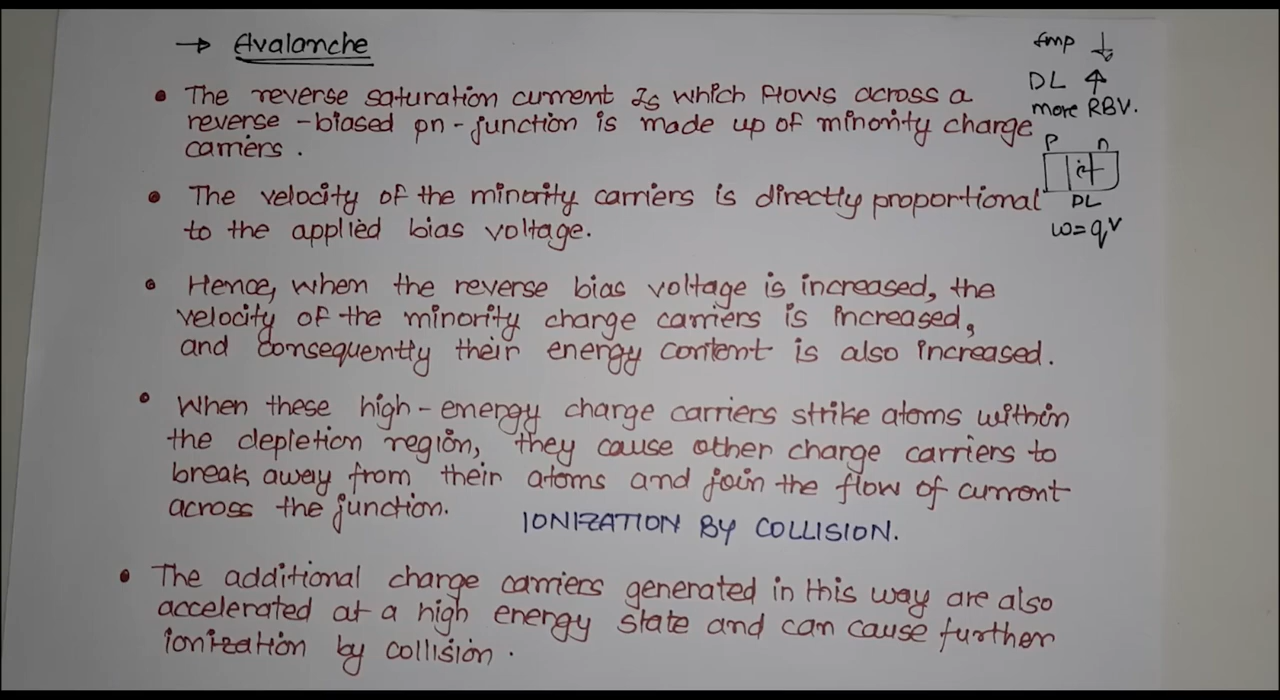 → Avalanche
• The reverse saturation current Is which flows across a
reverse-biased pn-junction is made up of minority charge
carriers.
• The velocity of the minority carriers is directly proportional
to the applied bias voltage.
• Hence, when the reverse bias voltage is increased, the
velocity of the minority charge carriers is increased,
and consequently their energy content is also increased.
• When these high-energy charge carriers strike atoms within
the depletion region, they cause other charge carriers to
break away from their atoms and join the flow of current
across the junction.
IONIZATION BY COLLISION.
• The additional charge carriers generated in this way are also
accelerated at a high energy state and can cause further
ionization by collision.
↓
DL ↑
more RBV.
P n
DL
w=qv